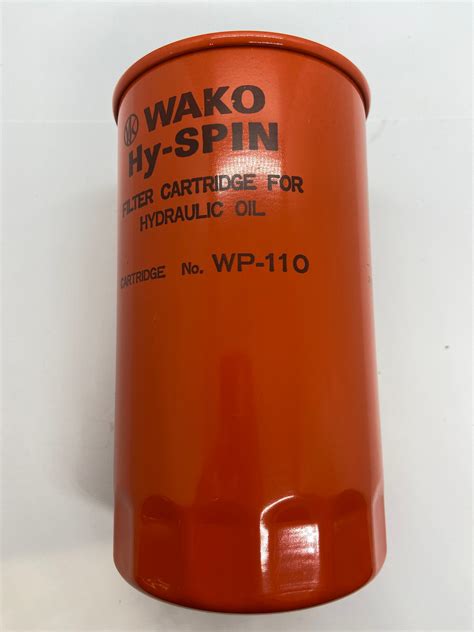 WAKO
Hy-SPIN
FILTER CARTRIDGE FOR
HYDRAULIC OIL
CARTRIDGE No. WP-110